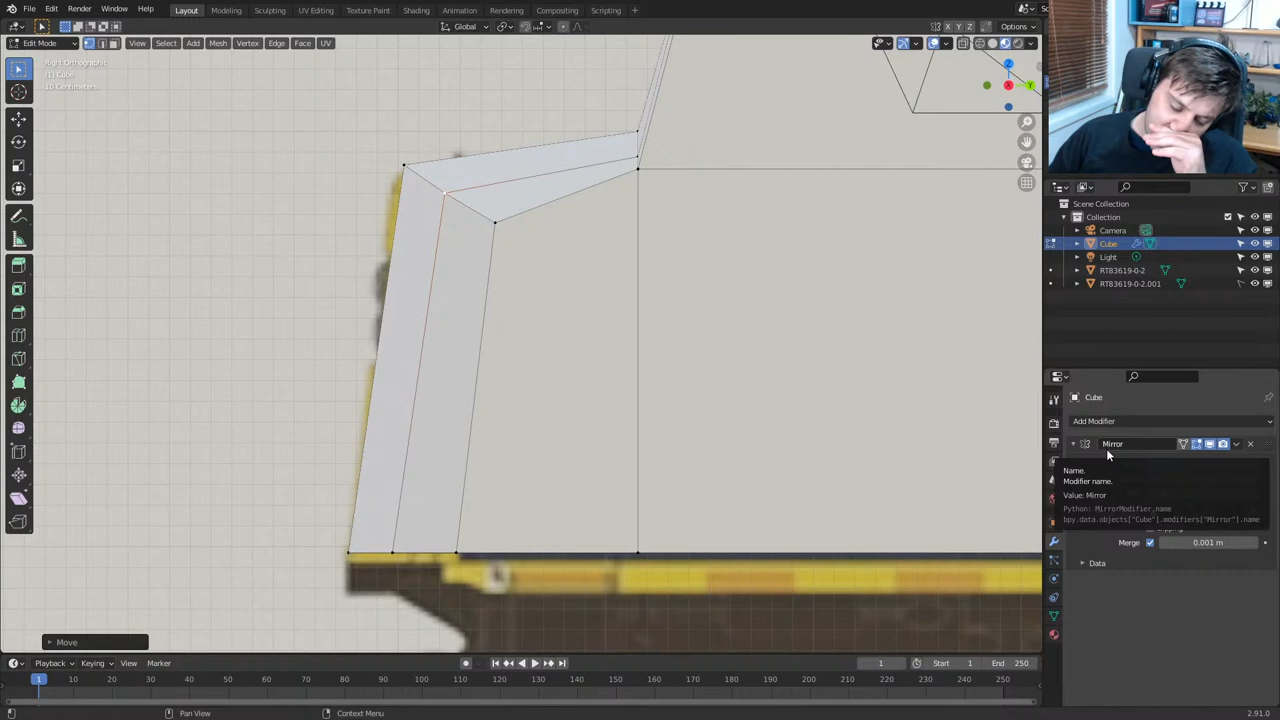 File Edit Render Window Help Layout Modeling Sculpting UV Editing Texture Paint Shading Animation Rendering Compositing Scripting +
Global X Y Z Options
Edit Mode View Select Add Mesh Vertex Edge Face UV
Right Orthographic
(1) Cube
10 Centimeters
Z
X
Y
Scene Collection
Collection
Camera
Cube
Light
RT83619-0-2
RT83619-0-2.001
Cube
Add Modifier
Mirror
Name.
Modifier name.
Value: Mirror
Python: MirrorModifier.name
bpy.data.objects["Cube"].modifiers["Mirror"].name
Merge 0.001 m
Data
Move
Playback Keying View Marker 1 Start 1 End 250
1 10 20 30 40 50 60 70 80 90 100 110 120 130 140 150 160 170 180 190 200 210 220 230 240 250
Select Pan View Context Menu 2.91.0